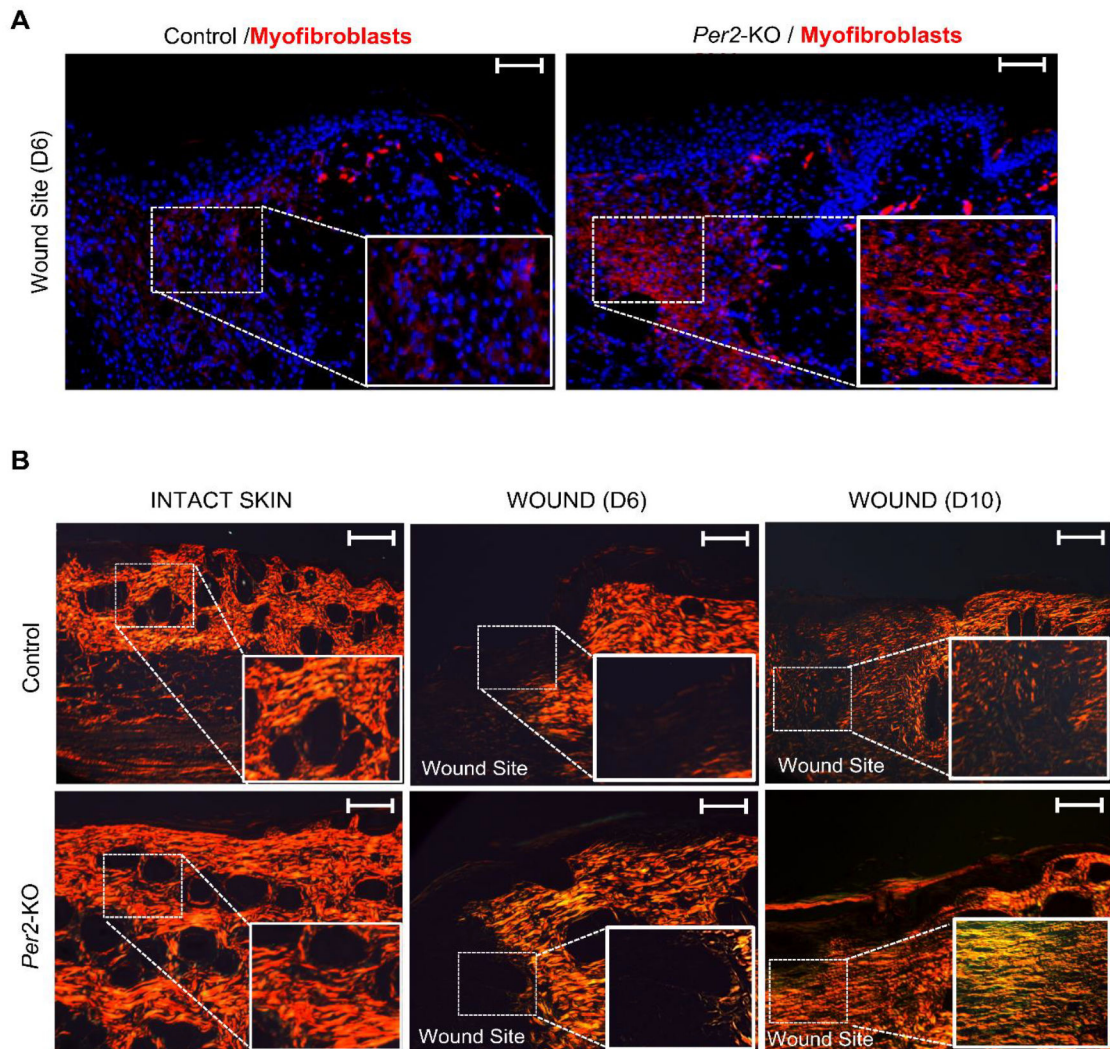 A
Control /Myofibroblasts
Per2-KO / Myofibroblasts
Wound Site (D6)
B
INTACT SKIN
WOUND (D6)
WOUND (D10)
Control
Wound Site
Wound Site
Per2-KO
Wound Site
Wound Site